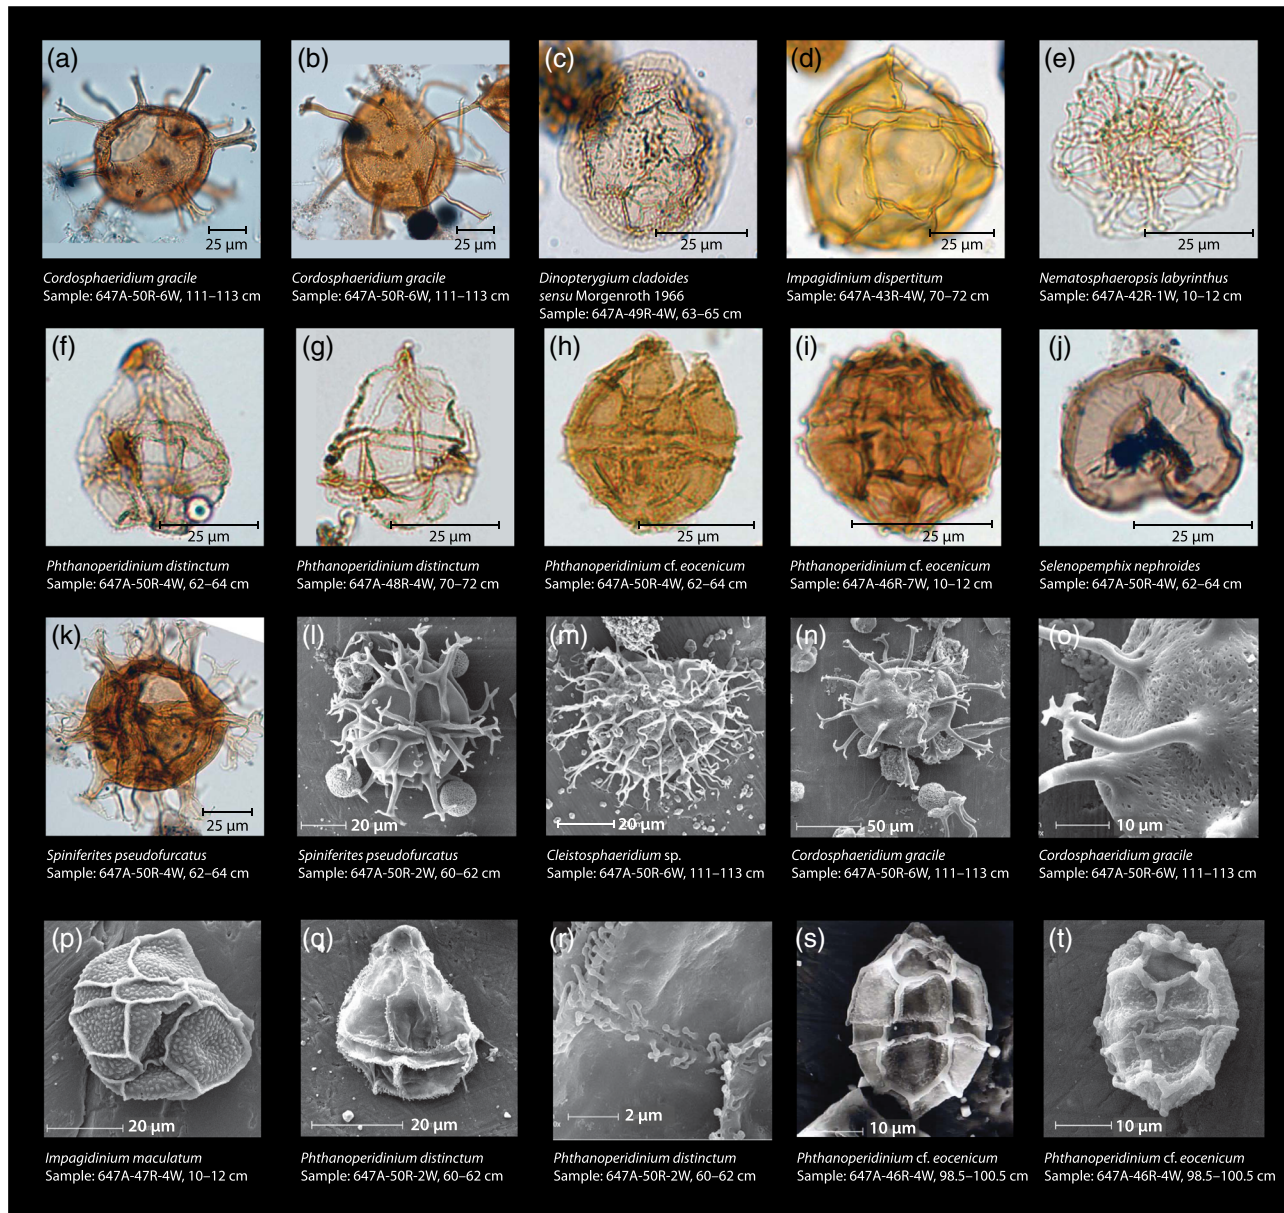 (a)
(b)
(c)
(d)
(e)
25 µm
25 µm
25 µm
25 µm
25 µm
Cordosphaeridium gracile
Sample: 647A-50R-6W, 111–113 cm
Cordosphaeridium gracile
Sample: 647A-50R-6W, 111–113 cm
Dinopterygium cladoides
sensu Morgenroth 1966
Sample: 647A-49R-4W, 63–65 cm
Impagidinium dispertitum
Sample: 647A-43R-4W, 70–72 cm
Nematosphaeropsis labyrinthus
Sample: 647A-42R-1W, 10–12 cm
(f)
(g)
(h)
(i)
(j)
25 µm
25 µm
25 µm
25 µm
25 µm
Phthanoperidinium distinctum
Sample: 647A-50R-4W, 62–64 cm
Phthanoperidinium distinctum
Sample: 647A-48R-4W, 70–72 cm
Phthanoperidinium cf. eocenicum
Sample: 647A-50R-4W, 62–64 cm
Phthanoperidinium cf. eocenicum
Sample: 647A-46R-7W, 10–12 cm
Selenopemphix nephroides
Sample: 647A-50R-4W, 62–64 cm
(k)
(l)
(m)
(n)
(o)
25 µm
20 µm
20 µm
50 µm
10 µm
Spiniferites pseudofurcatus
Sample: 647A-50R-4W, 62–64 cm
Spiniferites pseudofurcatus
Sample: 647A-50R-2W, 60–62 cm
Cleistosphaeridium sp.
Sample: 647A-50R-6W, 111–113 cm
Cordosphaeridium gracile
Sample: 647A-50R-6W, 111–113 cm
Cordosphaeridium gracile
Sample: 647A-50R-6W, 111–113 cm
(p)
(q)
(r)
(s)
(t)
20 µm
20 µm
2 µm
10 µm
10 µm
Impagidinium maculatum
Sample: 647A-47R-4W, 10–12 cm
Phthanoperidinium distinctum
Sample: 647A-50R-2W, 60–62 cm
Phthanoperidinium distinctum
Sample: 647A-50R-2W, 60–62 cm
Phthanoperidinium cf. eocenicum
Sample: 647A-46R-4W, 98.5–100.5 cm
Phthanoperidinium cf. eocenicum
Sample: 647A-46R-4W, 98.5–100.5 cm